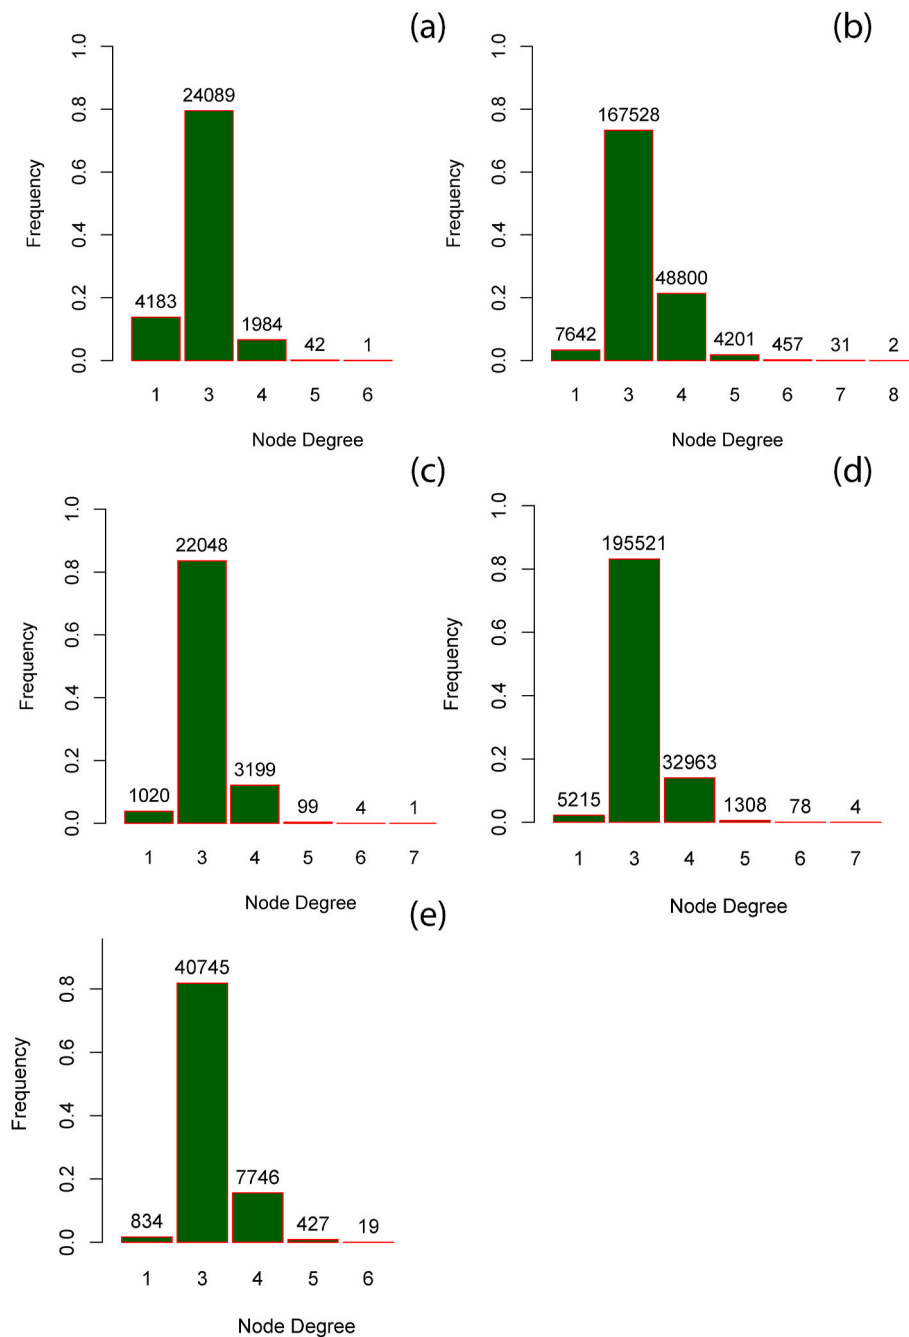 (a)
1.0
0.8
0.6
0.4
0.2
0.0
Frequency
4183
24089
1984
42
1
1 3 4 5 6
Node Degree
(b)
1.0
0.8
0.6
0.4
0.2
0.0
Frequency
7642
167528
48800
4201
457
31
2
1 3 4 5 6 7 8
Node Degree
(c)
1.0
0.8
0.6
0.4
0.2
0.0
Frequency
1020
22048
3199
99
4
1
1 3 4 5 6 7
Node Degree
(d)
1.0
0.8
0.6
0.4
0.2
0.0
Frequency
5215
195521
32963
1308
78
4
1 3 4 5 6 7
Node Degree
(e)
0.8
0.6
0.4
0.2
0.0
Frequency
834
40745
7746
427
19
1 3 4 5 6
Node Degree